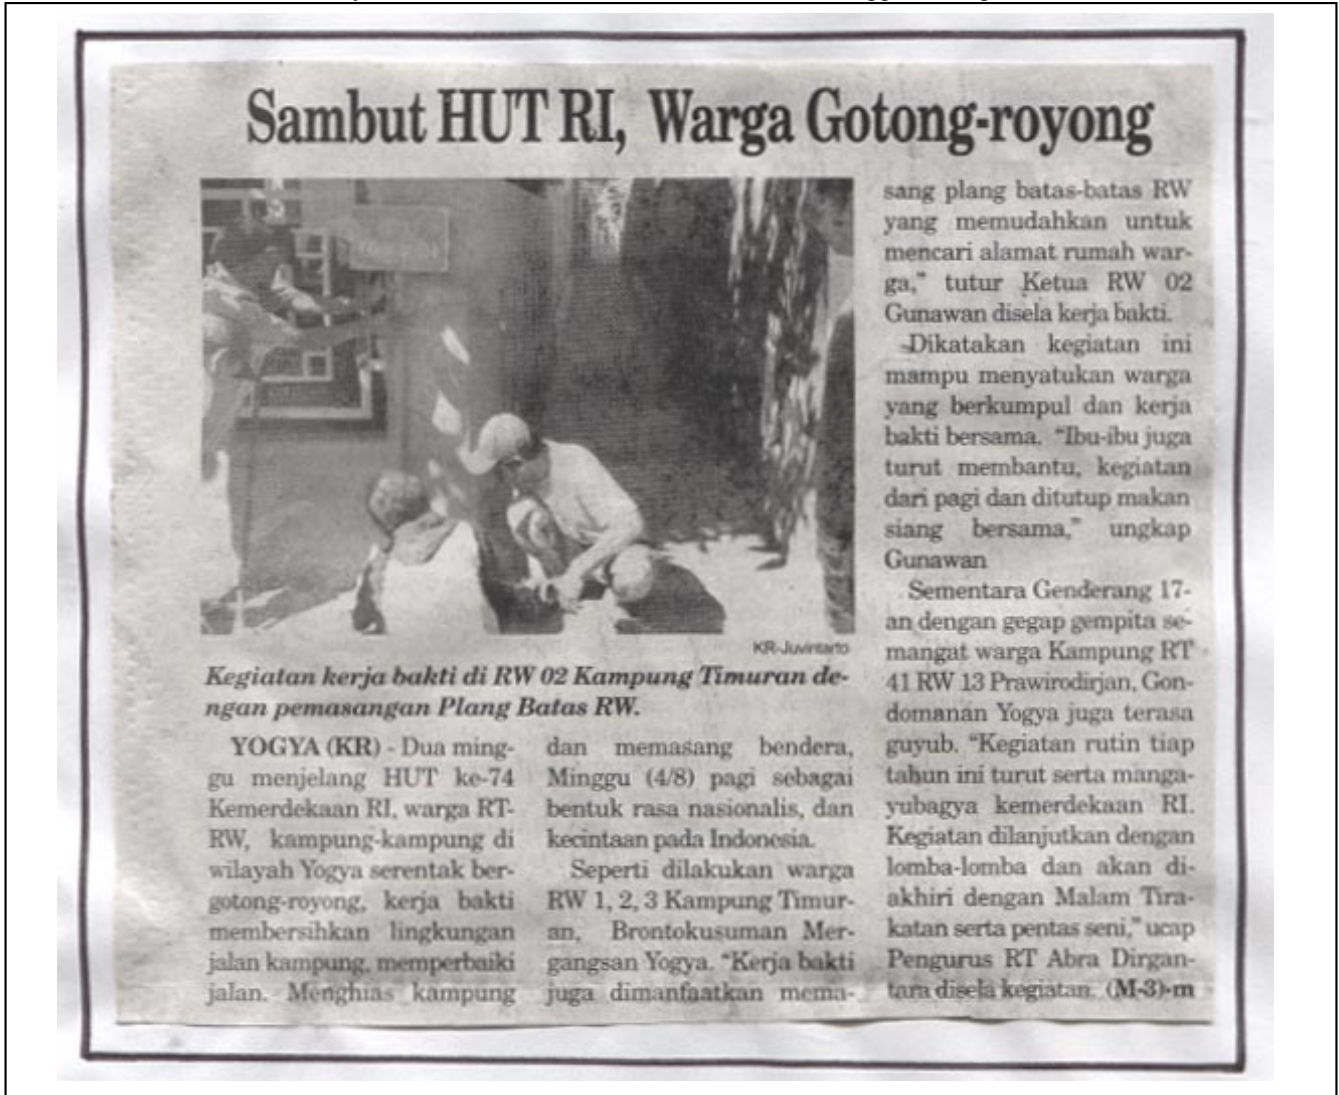 Sambut HUT RI, Warga Gotong-royong
KR-Juvintarto
Kegiatan kerja bakti di RW 02 Kampung Timuran de-
ngan pemasangan Plang Batas RW.
YOGYA (KR) - Dua ming-
gu menjelang HUT ke-74
Kemerdekaan RI, warga RT-
RW, kampung-kampung di
wilayah Yogya serentak ber-
gotong-royong, kerja bakti
membersihkan lingkungan
jalan kampung, memperbaiki
jalan. Menghias kampung
dan memasang bendera,
Minggu (4/8) pagi sebagai
bentuk rasa nasionalis, dan
kecintaan pada Indonesia.
Seperti dilakukan warga
RW 1, 2, 3 Kampung Timur-
an, Brontokusuman Mer-
gangsan Yogya. "Kerja bakti
juga dimanfaatkan mema-
sang plang batas-batas RW
yang memudahkan untuk
mencari alamat rumah war-
ga," tutur Ketua RW 02
Gunawan disela kerja bakti.
Dikatakan kegiatan ini
mampu menyatukan warga
yang berkumpul dan kerja
bakti bersama. "Ibu-ibu juga
turut membantu, kegiatan
dari pagi dan ditutup makan
siang bersama," ungkap
Gunawan
Sementara Genderang 17-
an dengan gegap gempita se-
mangat warga Kampung RT
41 RW 13 Prawirodirjan, Gon-
domanan Yogya juga terasa
guyub. "Kegiatan rutin tiap
tahun ini turut serta manga-
yubagya kemerdekaan RI.
Kegiatan dilanjutkan dengan
lomba-lomba dan akan di-
akhiri dengan Malam Tira-
katan serta pentas seni," ucap
Pengurus RT Abra Dirgan-
tara disela kegiatan. (M-3)-m